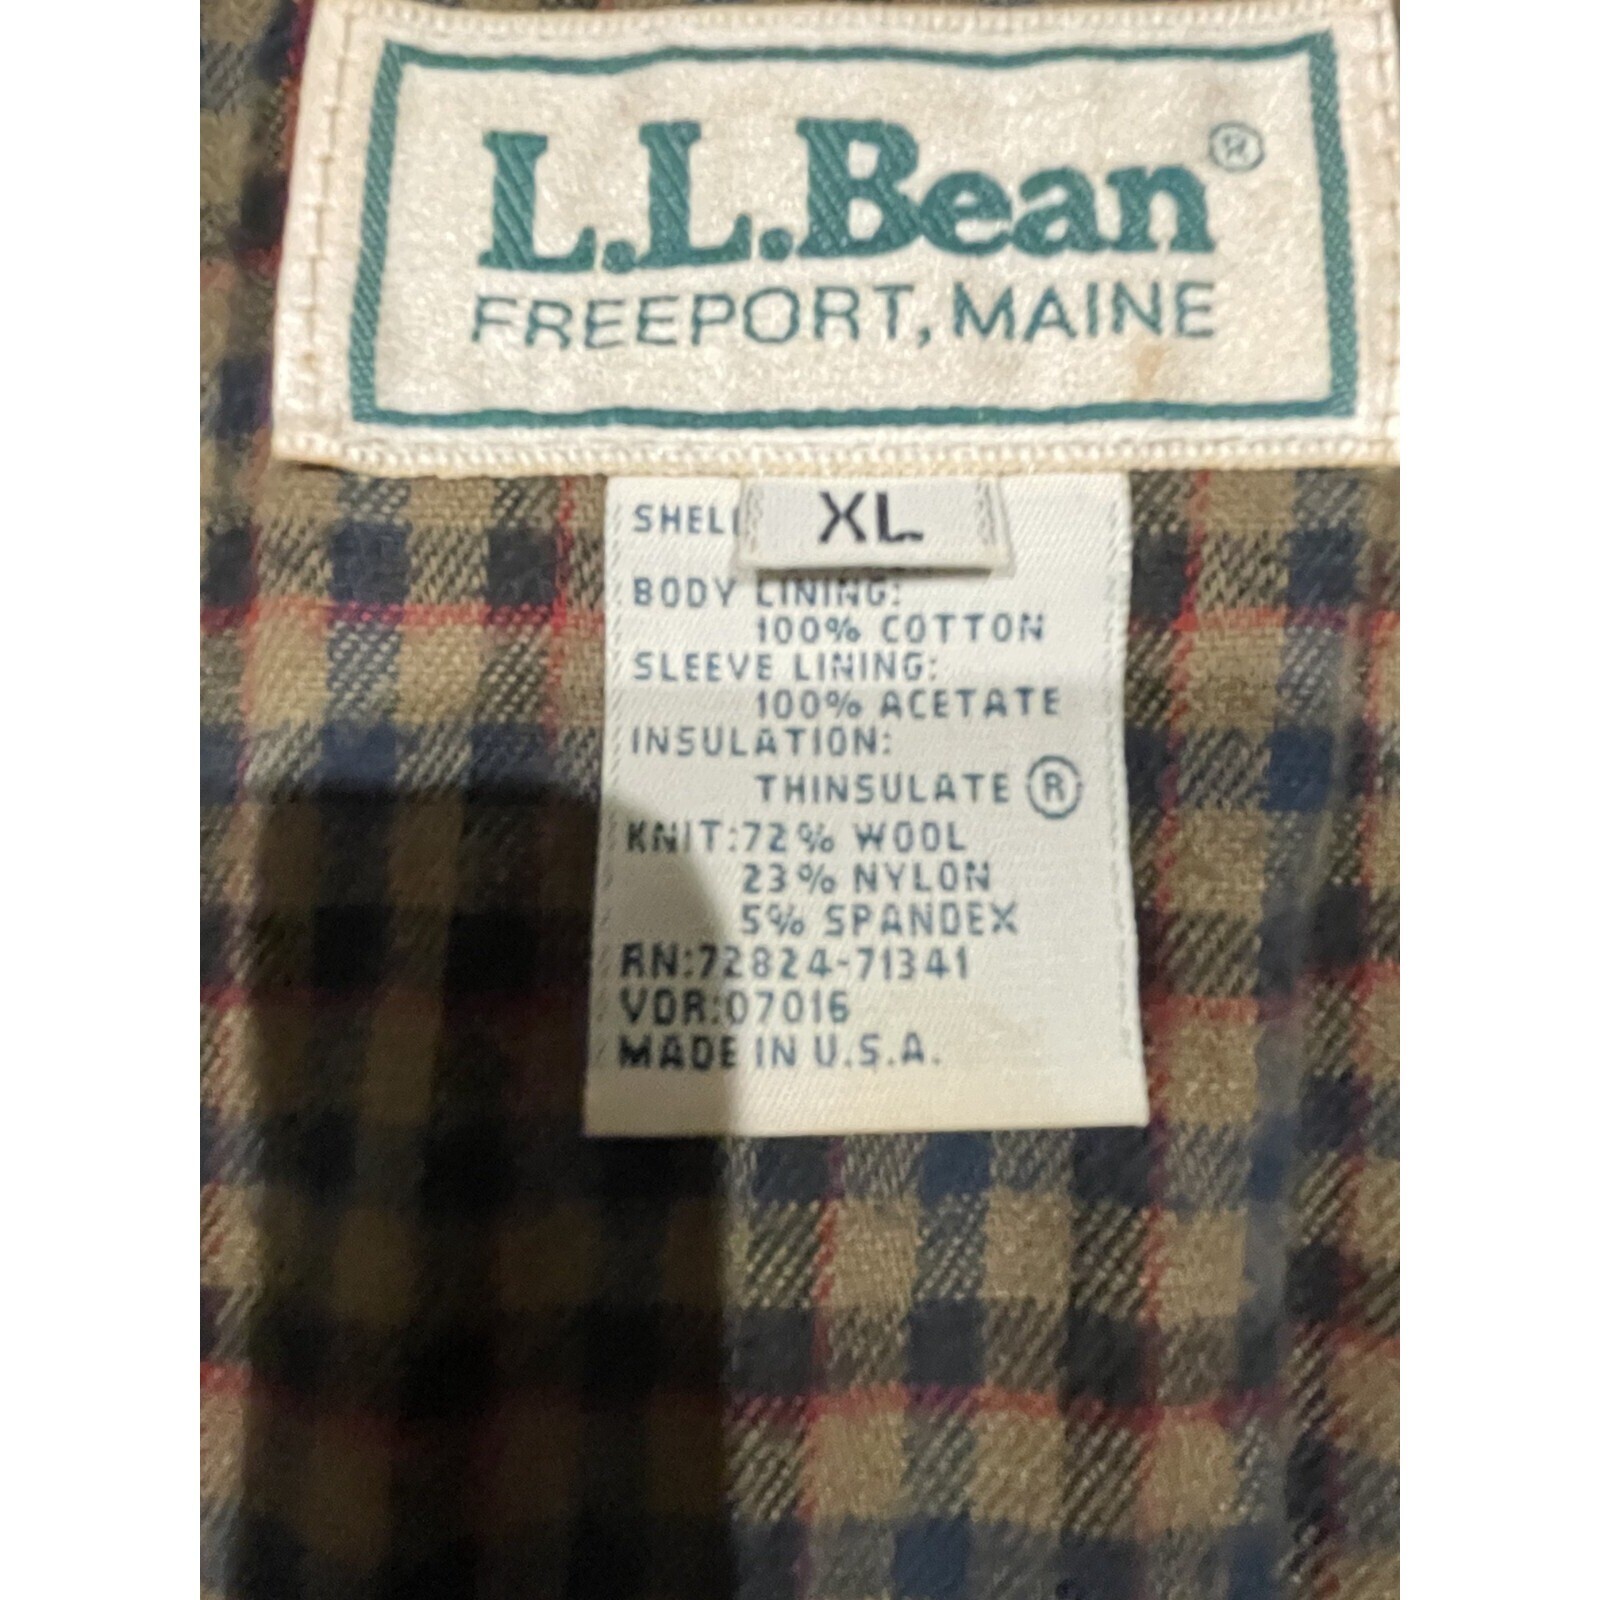 L.L.Bean®
FREEPORT, MAINE
XL
BODY LINING:
100% COTTON
SLEEVE LINING:
100% ACETATE
INSULATION:
THINSULATE ®
KNIT:72% WOOL
23% NYLON
5% SPANDEX
RN:72824-71341
VDR:07016
MADE IN U.S.A.